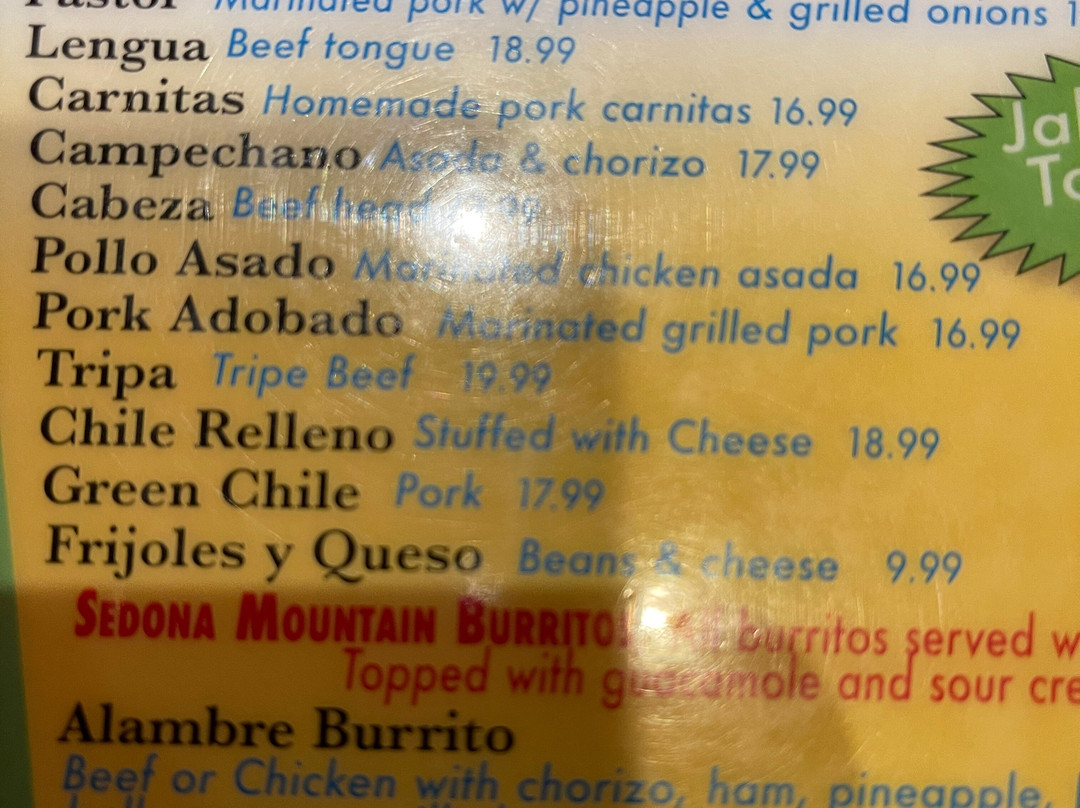 Pastor Marinated pork w/ pineapple & grilled onions
Lengua Beef tongue 18.99
Carnitas Homemade pork carnitas 16.99
Campechano Asada & chorizo 17.99
Cabeza Beef head
Pollo Asado Marinated chicken asada 16.99
Pork Adobado Marinated grilled pork 16.99
Tripa Tripe Beef 19.99
Chile Relleno Stuffed with Cheese 18.99
Green Chile Pork 17.99
Frijoles y Queso Beans & cheese 9.99
SEDONA MOUNTAIN BURRITOS All burritos served w
Topped with guacamole and sour cre
Alambre Burrito
Beef or Chicken with chorizo, ham, pineapple,